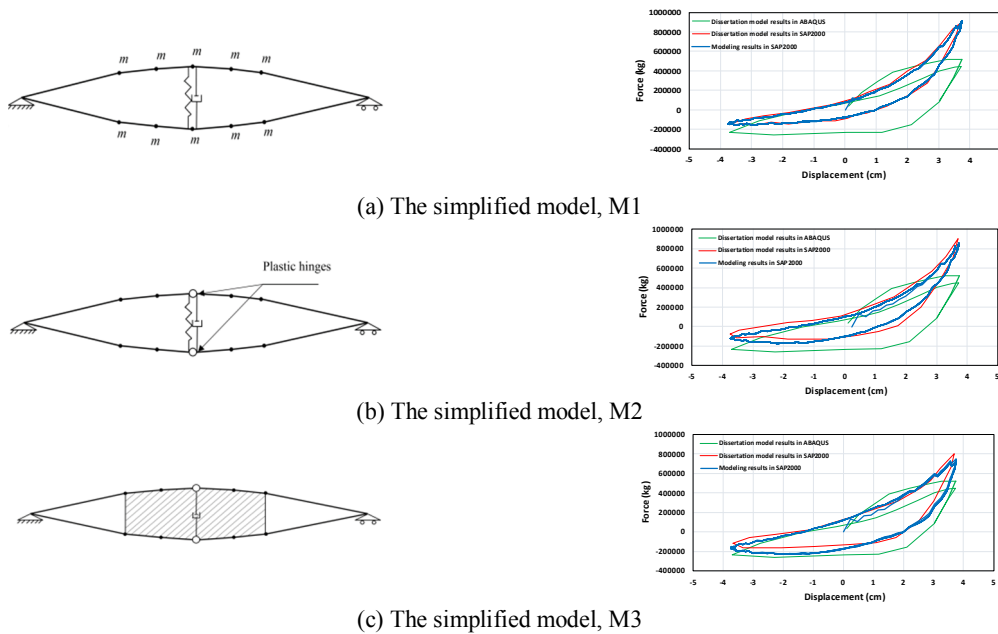 m m m m m
m m m m m
Force (kg)
1000000
800000
600000
400000
200000
0
-200000
-400000
Dissertation model results in ABAQUS
Dissertation model results in SAP2000
Modeling results in SAP2000
-5 -4 -3 -2 -1 0 1 2 3 4 5
Displacement (cm)
(a) The simplified model, M1
Plastic hinges
Force (kg)
1000000
800000
600000
400000
200000
0
-200000
-400000
Dissertation model results in ABAQUS
Dissertation model results in SAP2000
Modeling results in SAP2000
-5 -4 -3 -2 -1 0 1 2 3 4 5
Displacement (cm)
(b) The simplified model, M2
Force (kg)
1000000
800000
600000
400000
200000
0
-200000
-400000
Dissertation model results in ABAQUS
Dissertation model results in SAP2000
Modeling results in SAP2000
-5 -4 -3 -2 -1 0 1 2 3 4 5
Displacement (cm)
(c) The simplified model, M3